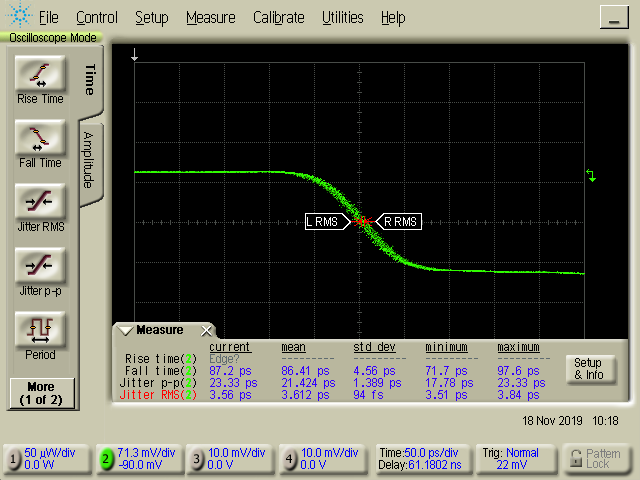 File Control Setup Measure Calibrate Utilities Help
Oscilloscope Mode
Rise Time
Fall Time
Jitter RMS
Jitter p-p
Period
More
(1 of 2)
Time
Amplitude
L RMS R RMS
Measure
current mean std dev minimum maximum
Rise time(2) Edge? --------- --------- --------- ---------
Fall time(2) 87.2 ps 86.41 ps 4.56 ps 71.7 ps 97.6 ps
Jitter p-p(2) 23.33 ps 21.424 ps 1.389 ps 17.78 ps 23.33 ps
Jitter RMS(2) 3.56 ps 3.612 ps 94 fs 3.51 ps 3.84 ps
Setup
& Info
18 Nov 2019 10:18
1 50 µW/div
0.0 W
2 71.3 mV/div
-90.0 mV
3 10.0 mV/div
0.0 V
4 10.0 mV/div
0.0 V
Time:50.0 ps/div
Delay:61.1802 ns
Trig: Normal
22 mV
Pattern
Lock